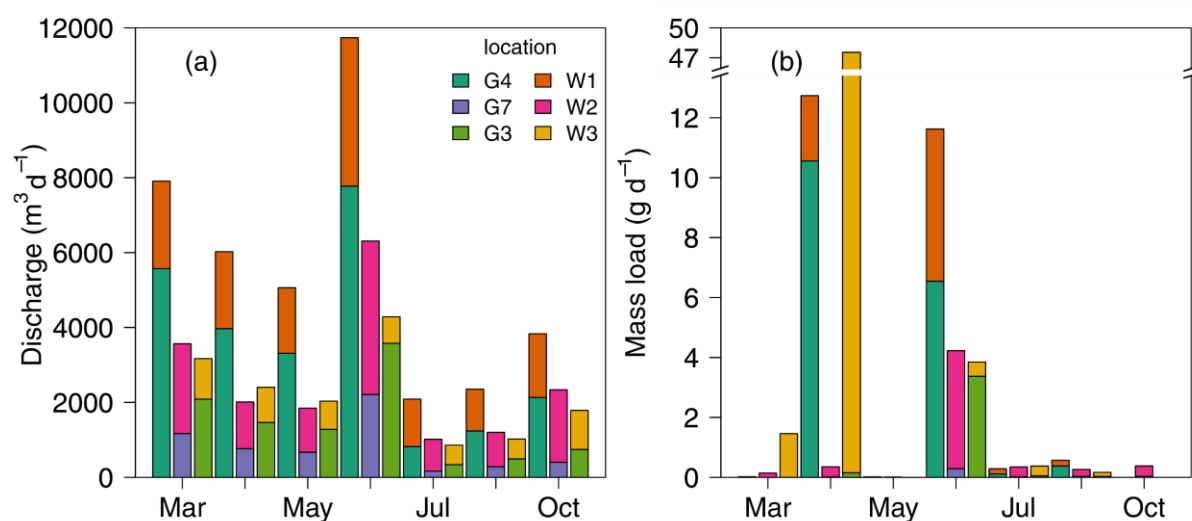 (a)
location
G4 W1
G7 W2
G3 W3
Discharge (m³ d⁻¹)
12000
10000
8000
6000
4000
2000
0
Mar May Jul Oct
(b)
Mass load (g d⁻¹)
50
47
12
10
8
6
4
2
0
Mar May Jul Oct